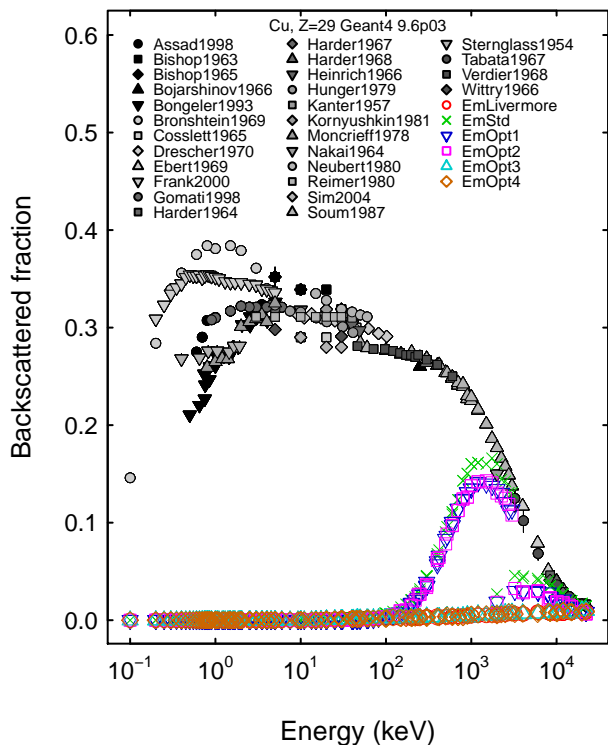 Cu, Z=29 Geant4 9.6p03
Assad1998
Bishop1963
Bishop1965
Bojarshinov1966
Bongeler1993
Bronshtein1969
Cosslett1965
Drescher1970
Ebert1969
Frank2000
Gomati1998
Harder1964
Harder1967
Harder1968
Heinrich1966
Hunger1979
Kanter1957
Kornyushkin1981
Moncrieff1978
Nakai1964
Neubert1980
Reimer1980
Sim2004
Soum1987
Sternglass1954
Tabata1967
Verdier1968
Wittry1966
EmLivermore
EmStd
EmOpt1
EmOpt2
EmOpt3
EmOpt4
Backscattered fraction
0.6
0.5
0.4
0.3
0.2
0.1
0.0
10⁻¹ 10⁰ 10¹ 10² 10³ 10⁴
Energy (keV)